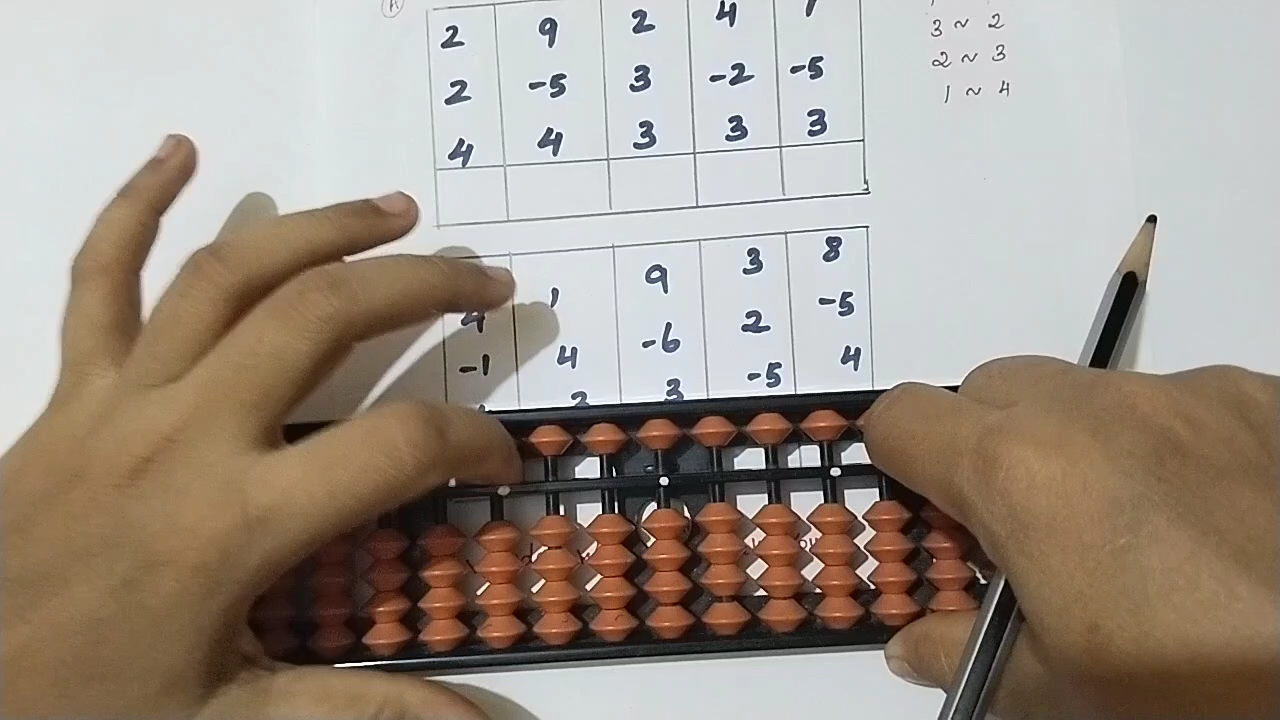 2 9 2 4
2 -5 3 -2 -5
4 4 3 3 3
3 ~ 2
2 ~ 3
1 ~ 4
4 1 9 3 8
-1 4 -6 2 -5
3 -5 4